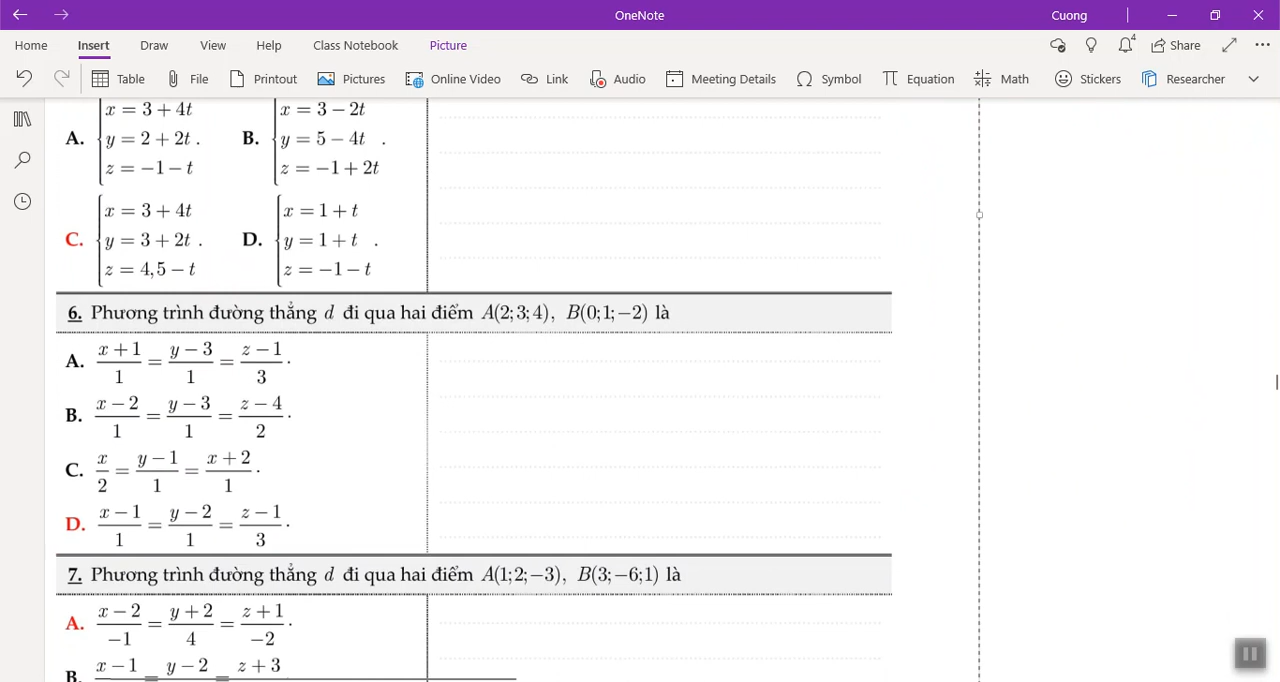 OneNote
Cuong
Home Insert Draw View Help Class Notebook Picture
4
Share
Table File Printout Pictures Online Video Link Audio Meeting Details Symbol Equation Math Stickers Researcher
A. { x = 3 + 4t
y = 2 + 2t .
z = −1 − t
B. { x = 3 − 2t
y = 5 − 4t .
z = −1 + 2t
C. { x = 3 + 4t
y = 3 + 2t .
z = 4,5 − t
D. { x = 1 + t
y = 1 + t .
z = −1 − t
6. Phương trình đường thẳng d đi qua hai điểm A(2; 3; 4), B(0; 1; −2) là
A. (x + 1)/1 = (y − 3)/1 = (z − 1)/3 ·
B. (x − 2)/1 = (y − 3)/1 = (z − 4)/2 ·
C. x/2 = (y − 1)/1 = (x + 2)/1 ·
D. (x − 1)/1 = (y − 2)/1 = (z − 1)/3 ·
7. Phương trình đường thẳng d đi qua hai điểm A(1; 2; −3), B(3; −6; 1) là
A. (x − 2)/−1 = (y + 2)/4 = (z + 1)/−2 ·
B. x − 1 = y − 2 = z + 3